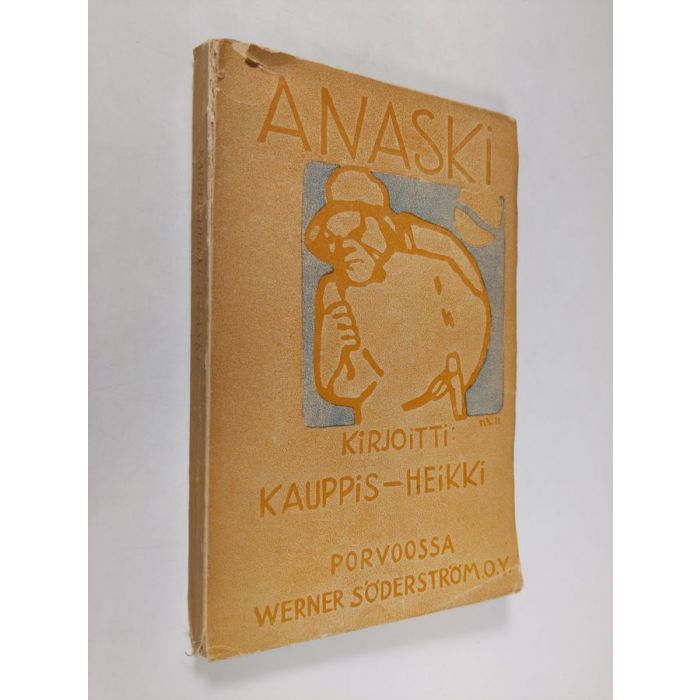 ANASKi
KiRJOiTTi:
KAUPPiS–HEiKKi
PORVOOSSA
WERNER SÖDERSTRÖM.O.Y.